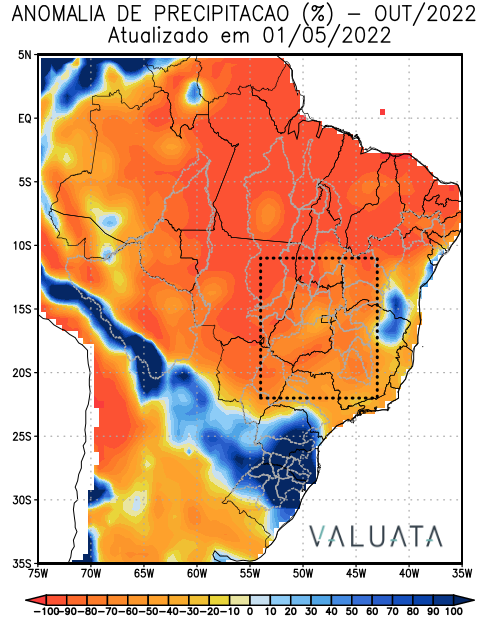 ANOMALIA DE PRECIPITACAO (%) – OUT/2022
Atualizado em 01/05/2022
5N
EQ
5S
10S
15S
20S
25S
30S
35S
VALUATA
75W 70W 65W 60W 55W 50W 45W 40W 35W
-100-90-80-70-60-50-40-30-20-10 0 10 20 30 40 50 60 70 80 90 100